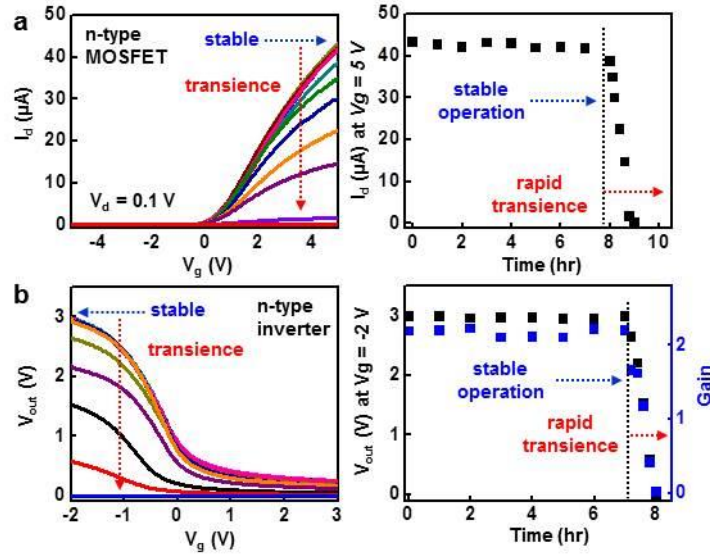 a
n-type
MOSFET
stable
transience
V_d = 0.1 V
I_d (µA)
50
40
30
20
10
0
-4 -2 0 2 4
V_g (V)
I_d (µA) at Vg = 5 V
50
40
30
20
10
0
stable
operation
rapid
transience
0 2 4 6 8 10
Time (hr)
b
stable
transience
n-type
inverter
V_out (V)
3
2
1
0
-2 -1 0 1 2 3
V_g (V)
V_out (V) at Vg = -2 V
3
2
1
0
stable
operation
rapid
transience
2
1
0
Gain
0 2 4 6 8
Time (hr)